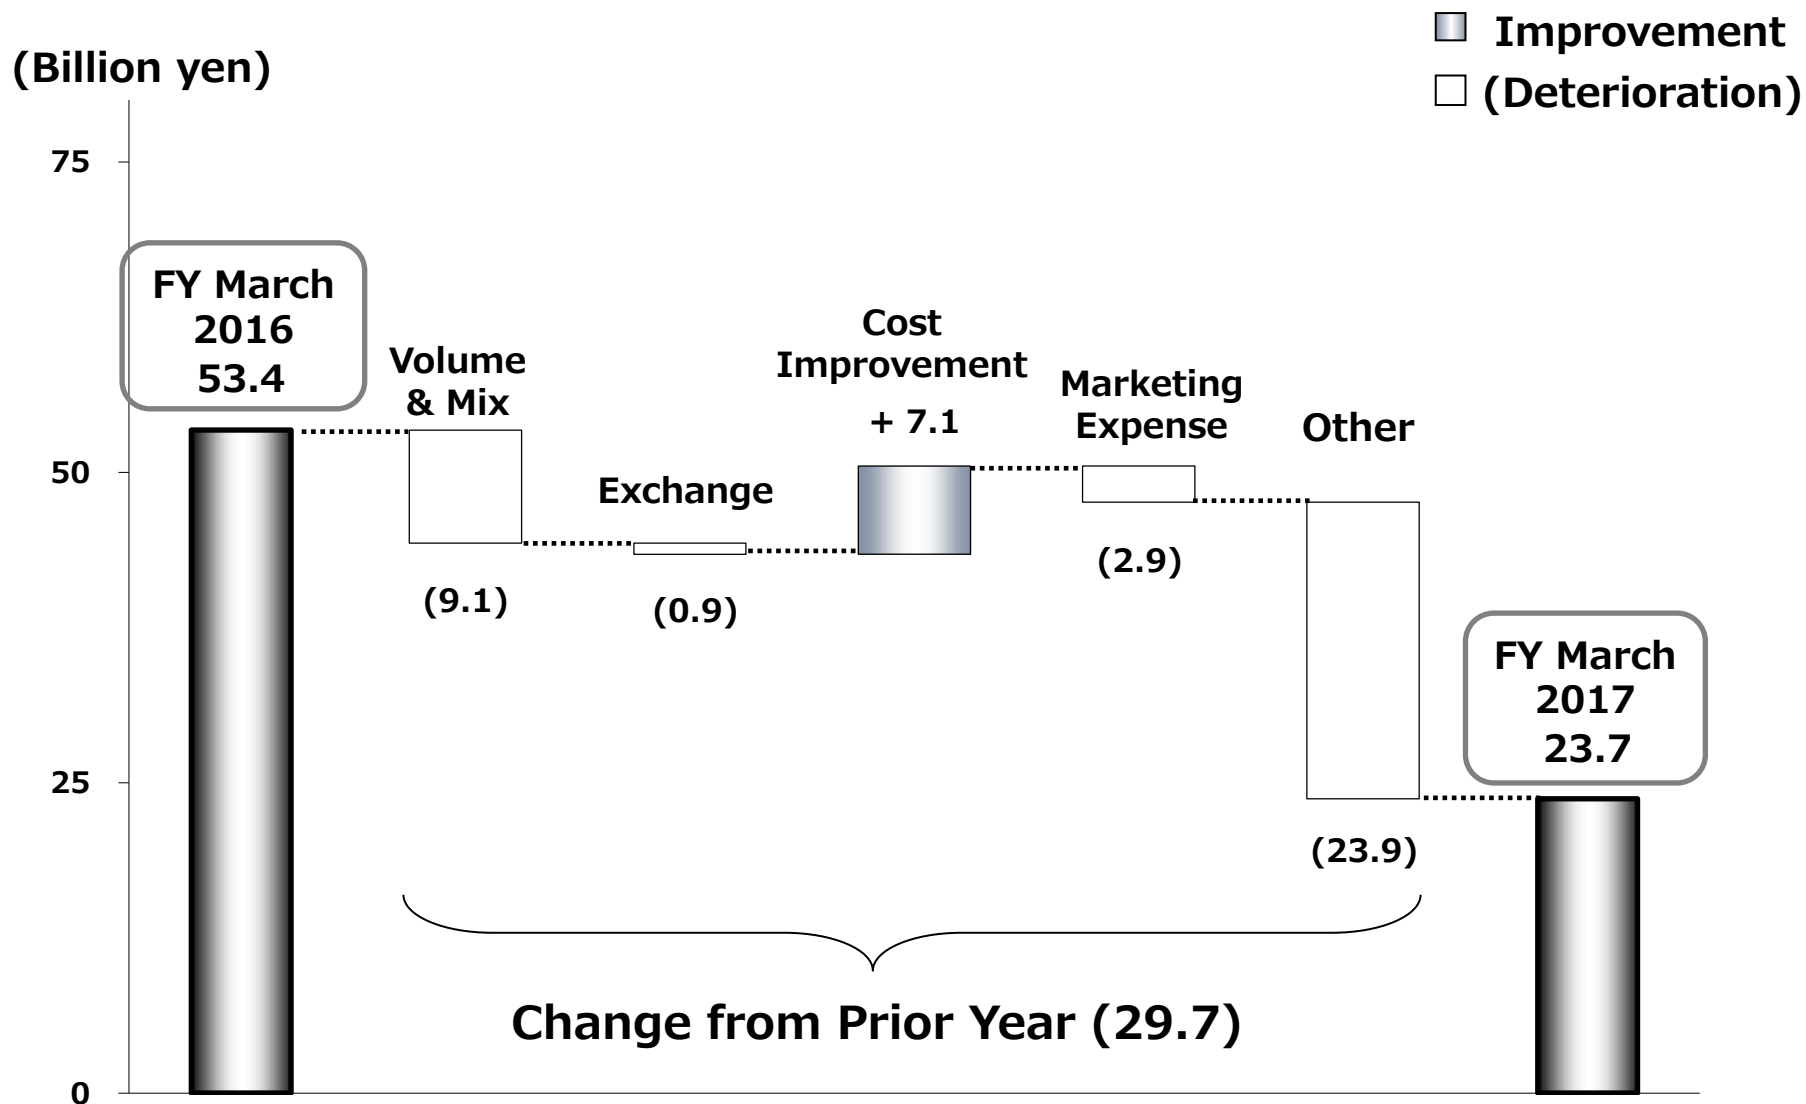 Improvement
(Deterioration)
(Billion yen)
75
50
25
0
FY March
2016
53.4
Volume
& Mix
(9.1)
Exchange
(0.9)
Cost
Improvement
+ 7.1
Marketing
Expense
(2.9)
Other
(23.9)
FY March
2017
23.7
Change from Prior Year (29.7)